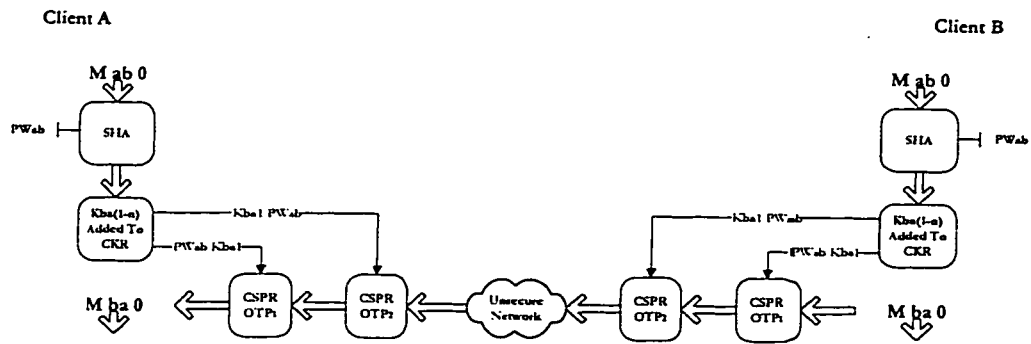 Client A
Client B
M ab 0
M ab 0
PWab
SHA
SHA
PWab
Kba(1-n)
Added To
CKR
Kba1 PWab
PWab Kba1
Kba1 PWab
PWab Kba1
Kba(1-n)
Added To
CKR
M ba 0
CSPR
OTP1
CSPR
OTP2
Unsecure
Network
CSPR
OTP2
CSPR
OTP1
M ba 0